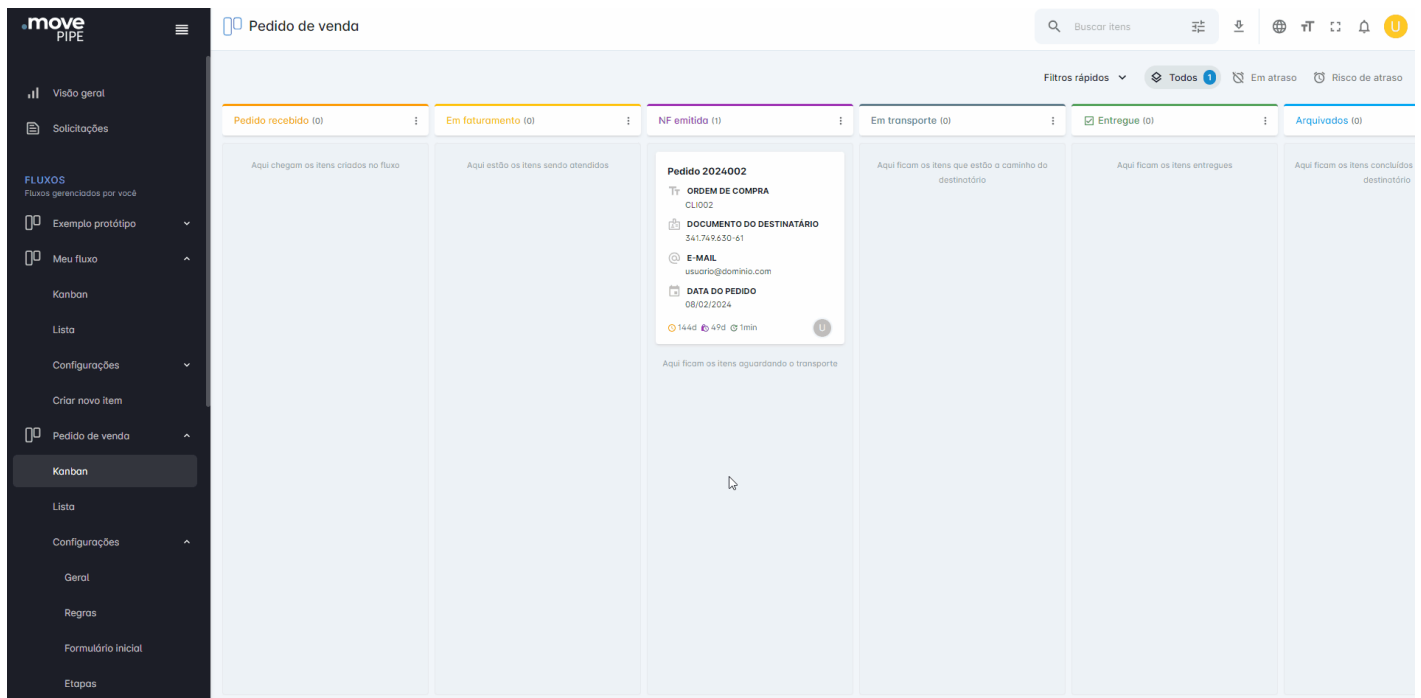 .move
PIPE
Visão geral
Solicitações
FLUXOS
Fluxos gerenciados por você
Exemplo protótipo
Meu fluxo
Kanban
Lista
Configurações
Criar novo item
Pedido de venda
Kanban
Lista
Configurações
Geral
Regras
Formulário inicial
Etapas
Pedido de venda
Buscar itens
U
Filtros rápidos
Todos 1
Em atraso
Risco de atraso
Pedido recebido (0)
Aqui chegam os itens criados no fluxo
Em faturamento (0)
Aqui estão os itens sendo atendidos
NF emitida (1)
Pedido 2024002
ORDEM DE COMPRA
CLI002
DOCUMENTO DO DESTINATÁRIO
341.749.630-61
E-MAIL
usuario@dominio.com
DATA DO PEDIDO
08/02/2024
144d 49d 1min U
Aqui ficam os itens aguardando o transporte
Em transporte (0)
Aqui ficam os itens que estão a caminho do
destinatório
Entregue (0)
Aqui ficam os itens entregues
Arquivados (0)
Aqui ficam os itens concluídos
destinatório